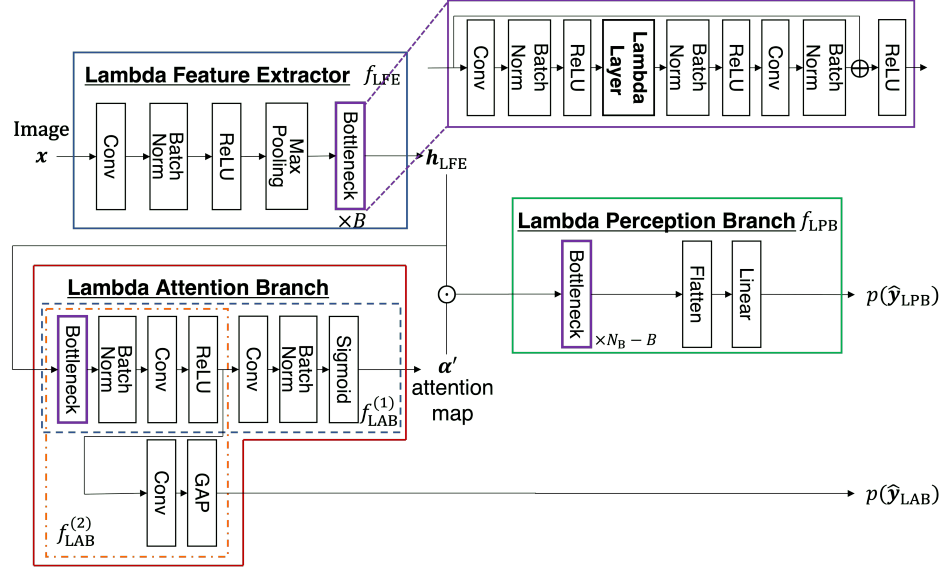 Conv
Batch Norm
ReLU
Lambda Layer
Batch Norm
ReLU
Conv
Batch Norm
ReLU
Lambda Feature Extractor f_LFE
Image
x
Conv
Batch Norm
ReLU
Max Pooling
Bottleneck
×B
h_LFE
Lambda Perception Branch f_LPB
Bottleneck
×N_B − B
Flatten
Linear
p(ŷ_LPB)
Lambda Attention Branch
Bottleneck
Batch Norm
Conv
ReLU
Conv
Batch Norm
Sigmoid
f_LAB^(1)
α′
attention
map
Conv
GAP
f_LAB^(2)
p(ŷ_LAB)